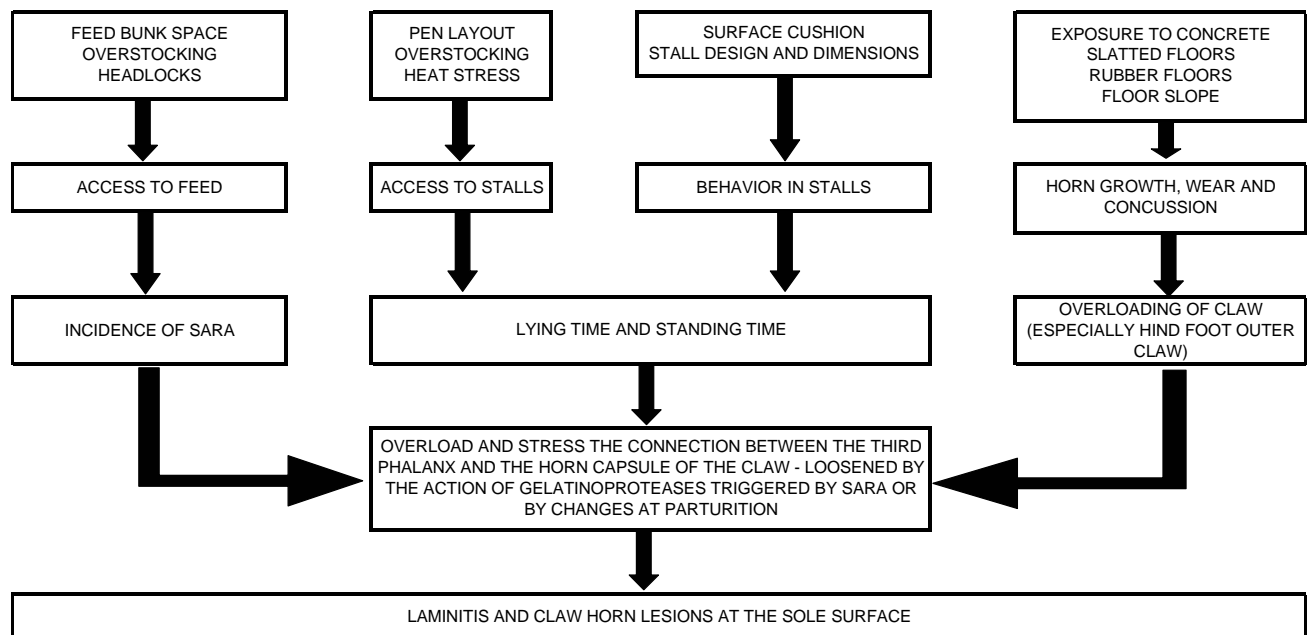 FEED BUNK SPACE
OVERSTOCKING
HEADLOCKS
PEN LAYOUT
OVERSTOCKING
HEAT STRESS
SURFACE CUSHION
STALL DESIGN AND DIMENSIONS
EXPOSURE TO CONCRETE
SLATTED FLOORS
RUBBER FLOORS
FLOOR SLOPE
ACCESS TO FEED
ACCESS TO STALLS
BEHAVIOR IN STALLS
HORN GROWTH, WEAR AND
CONCUSSION
INCIDENCE OF SARA
LYING TIME AND STANDING TIME
OVERLOADING OF CLAW
(ESPECIALLY HIND FOOT OUTER
CLAW)
OVERLOAD AND STRESS THE CONNECTION BETWEEN THE THIRD
PHALANX AND THE HORN CAPSULE OF THE CLAW - LOOSENED BY
THE ACTION OF GELATINOPROTEASES TRIGGERED BY SARA OR
BY CHANGES AT PARTURITION
LAMINITIS AND CLAW HORN LESIONS AT THE SOLE SURFACE